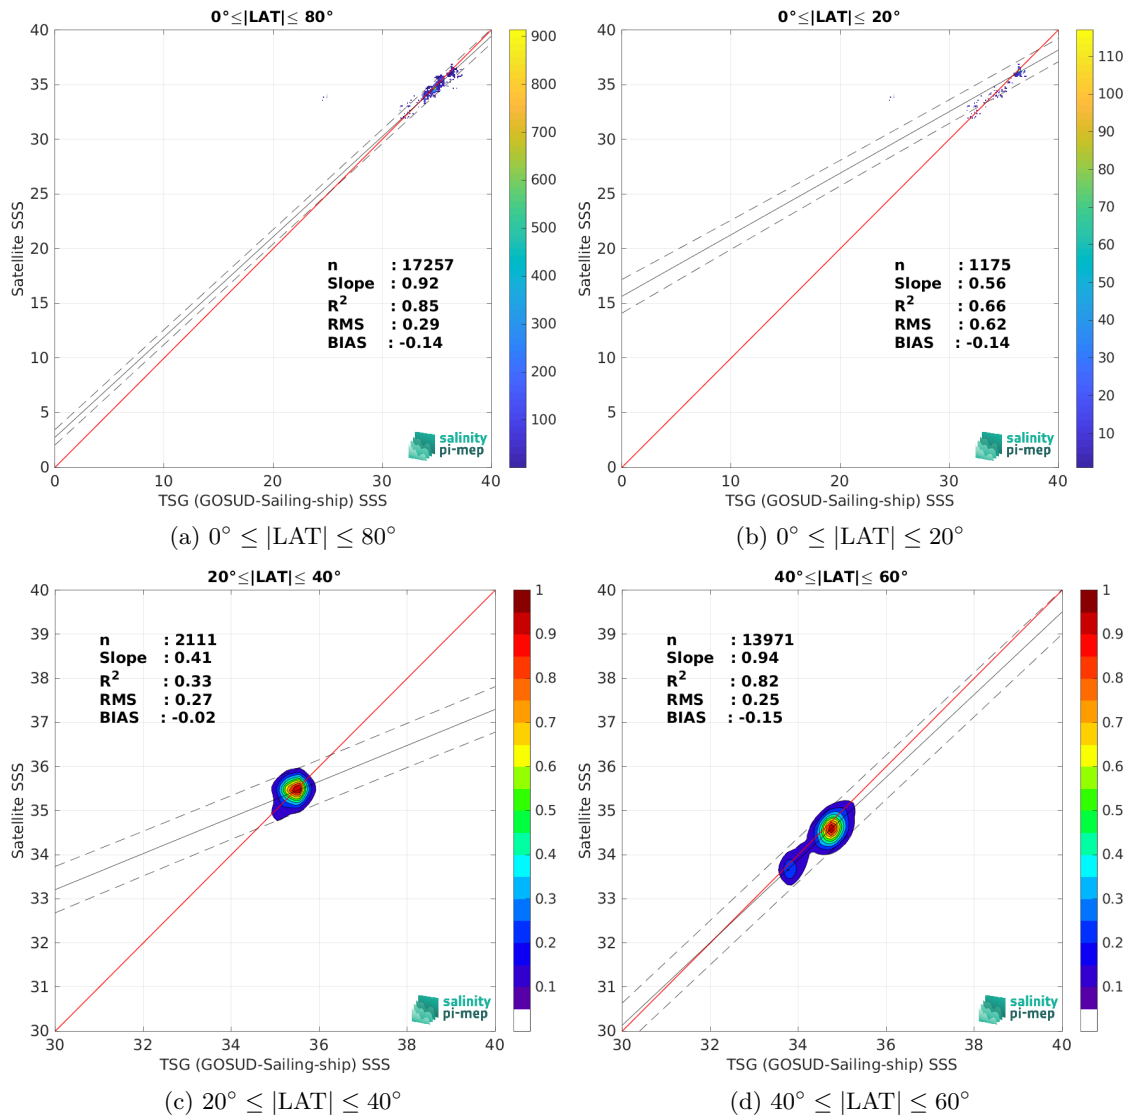 0°≤|LAT|≤ 80°
40
35
30
25
20
15
10
5
0
Satellite SSS
n : 17257
Slope : 0.92
R² : 0.85
RMS : 0.29
BIAS : -0.14
salinity
pi-mep
0 10 20 30 40
TSG (GOSUD-Sailing-ship) SSS
900
800
700
600
500
400
300
200
100
(a) 0° ≤ |LAT| ≤ 80°
0°≤|LAT|≤ 20°
40
35
30
25
20
15
10
5
0
Satellite SSS
n : 1175
Slope : 0.56
R² : 0.66
RMS : 0.62
BIAS : -0.14
salinity
pi-mep
0 10 20 30 40
TSG (GOSUD-Sailing-ship) SSS
110
100
90
80
70
60
50
40
30
20
10
(b) 0° ≤ |LAT| ≤ 20°
20°≤|LAT|≤ 40°
40
39
38
37
36
35
34
33
32
31
30
Satellite SSS
n : 2111
Slope : 0.41
R² : 0.33
RMS : 0.27
BIAS : -0.02
salinity
pi-mep
30 32 34 36 38 40
TSG (GOSUD-Sailing-ship) SSS
1
0.9
0.8
0.7
0.6
0.5
0.4
0.3
0.2
0.1
(c) 20° ≤ |LAT| ≤ 40°
40°≤|LAT|≤ 60°
40
39
38
37
36
35
34
33
32
31
30
Satellite SSS
n : 13971
Slope : 0.94
R² : 0.82
RMS : 0.25
BIAS : -0.15
salinity
pi-mep
30 32 34 36 38 40
TSG (GOSUD-Sailing-ship) SSS
1
0.9
0.8
0.7
0.6
0.5
0.4
0.3
0.2
0.1
(d) 40° ≤ |LAT| ≤ 60°